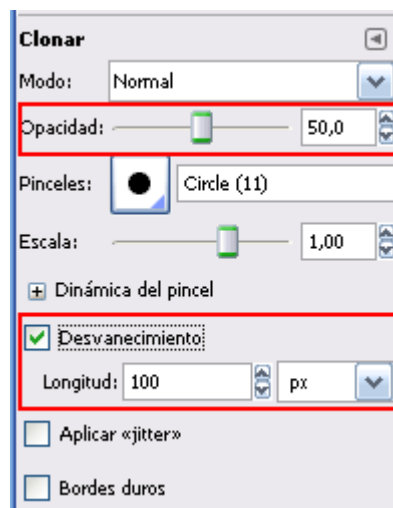 Clonar
Modo: Normal
Opacidad: 50,0
Pinceles: Circle (11)
Escala: 1,00
Dinámica del pincel
Desvanecimiento
Longitud: 100 px
Aplicar «jitter»
Bordes duros